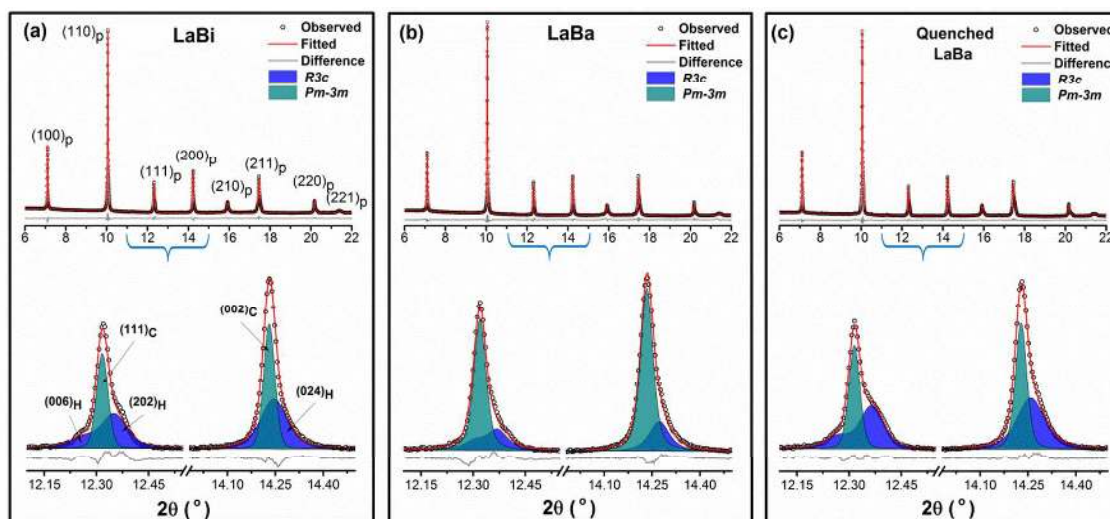 (a)
LaBi
Observed
Fitted
Difference
R3c
Pm-3m
(110)p
(100)p
(111)p
(200)p
(210)p
(211)p
(220)p
(221)p
6 8 10 12 14 16 18 20 22
(111)C
(006)H
(202)H
(002)C
(024)H
12.15 12.30 12.45 14.10 14.25 14.40
2θ (°)
(b)
LaBa
Observed
Fitted
Difference
R3c
Pm-3m
6 8 10 12 14 16 18 20 22
12.15 12.30 12.45 14.10 14.25 14.40
2θ (°)
(c)
Quenched
LaBa
Observed
Fitted
Difference
R3c
Pm-3m
6 8 10 12 14 16 18 20 22
12.15 12.30 12.45 14.10 14.25 14.40
2θ (°)